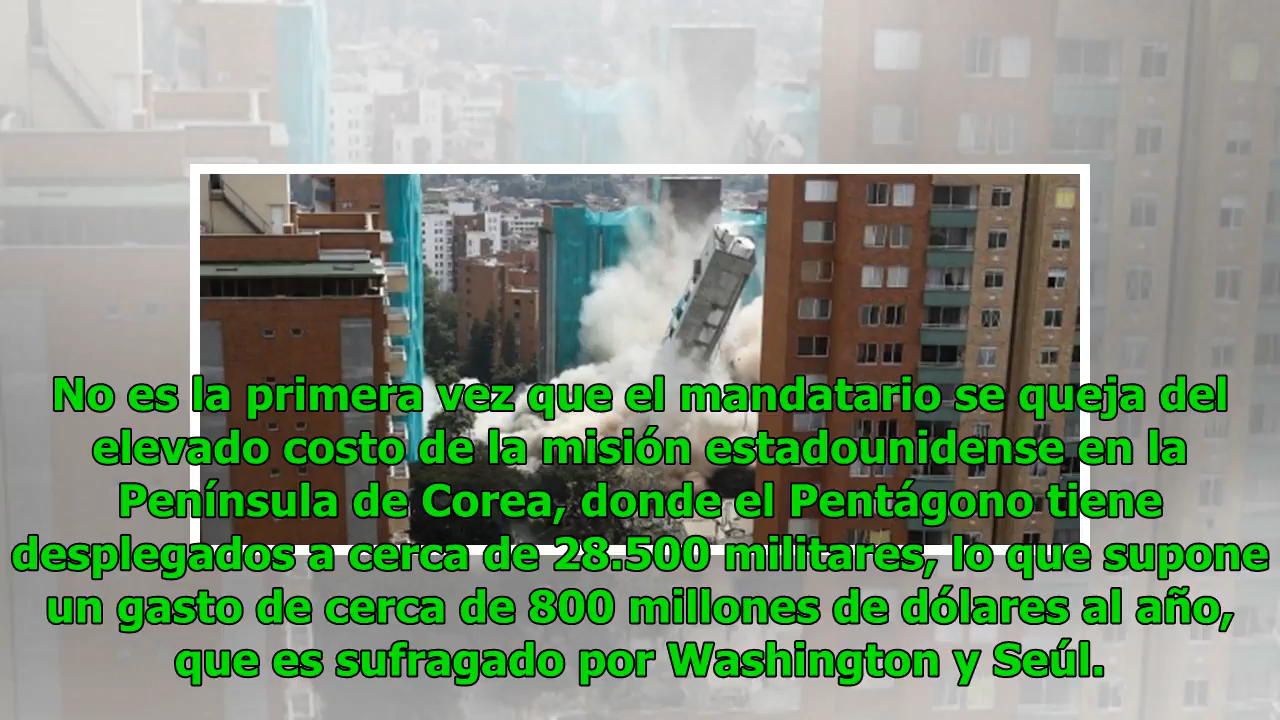 No es la primera vez que el mandatario se queja del
elevado costo de la misión estadounidense en la
Península de Corea, donde el Pentágono tiene
desplegados a cerca de 28.500 militares, lo que supone
un gasto de cerca de 800 millones de dólares al año,
que es sufragado por Washington y Seúl.